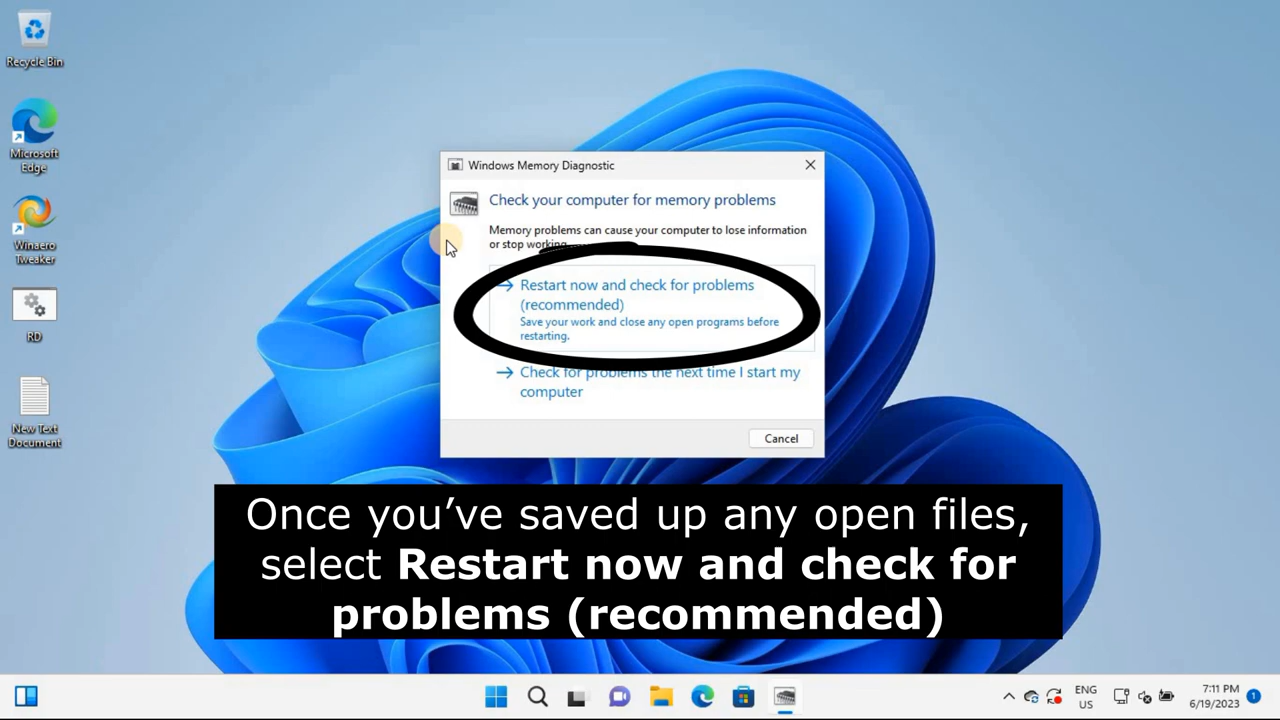 Recycle Bin
Microsoft
Edge
Winaero
Tweaker
RD
New Text
Document
Windows Memory Diagnostic
Check your computer for memory problems
Memory problems can cause your computer to lose information
or stop working.
Restart now and check for problems
(recommended)
Save your work and close any open programs before
restarting.
Check for problems the next time I start my
computer
Cancel
Once you’ve saved up any open files,
select Restart now and check for
problems (recommended)
ENG
US
7:11 PM
6/19/2023
1